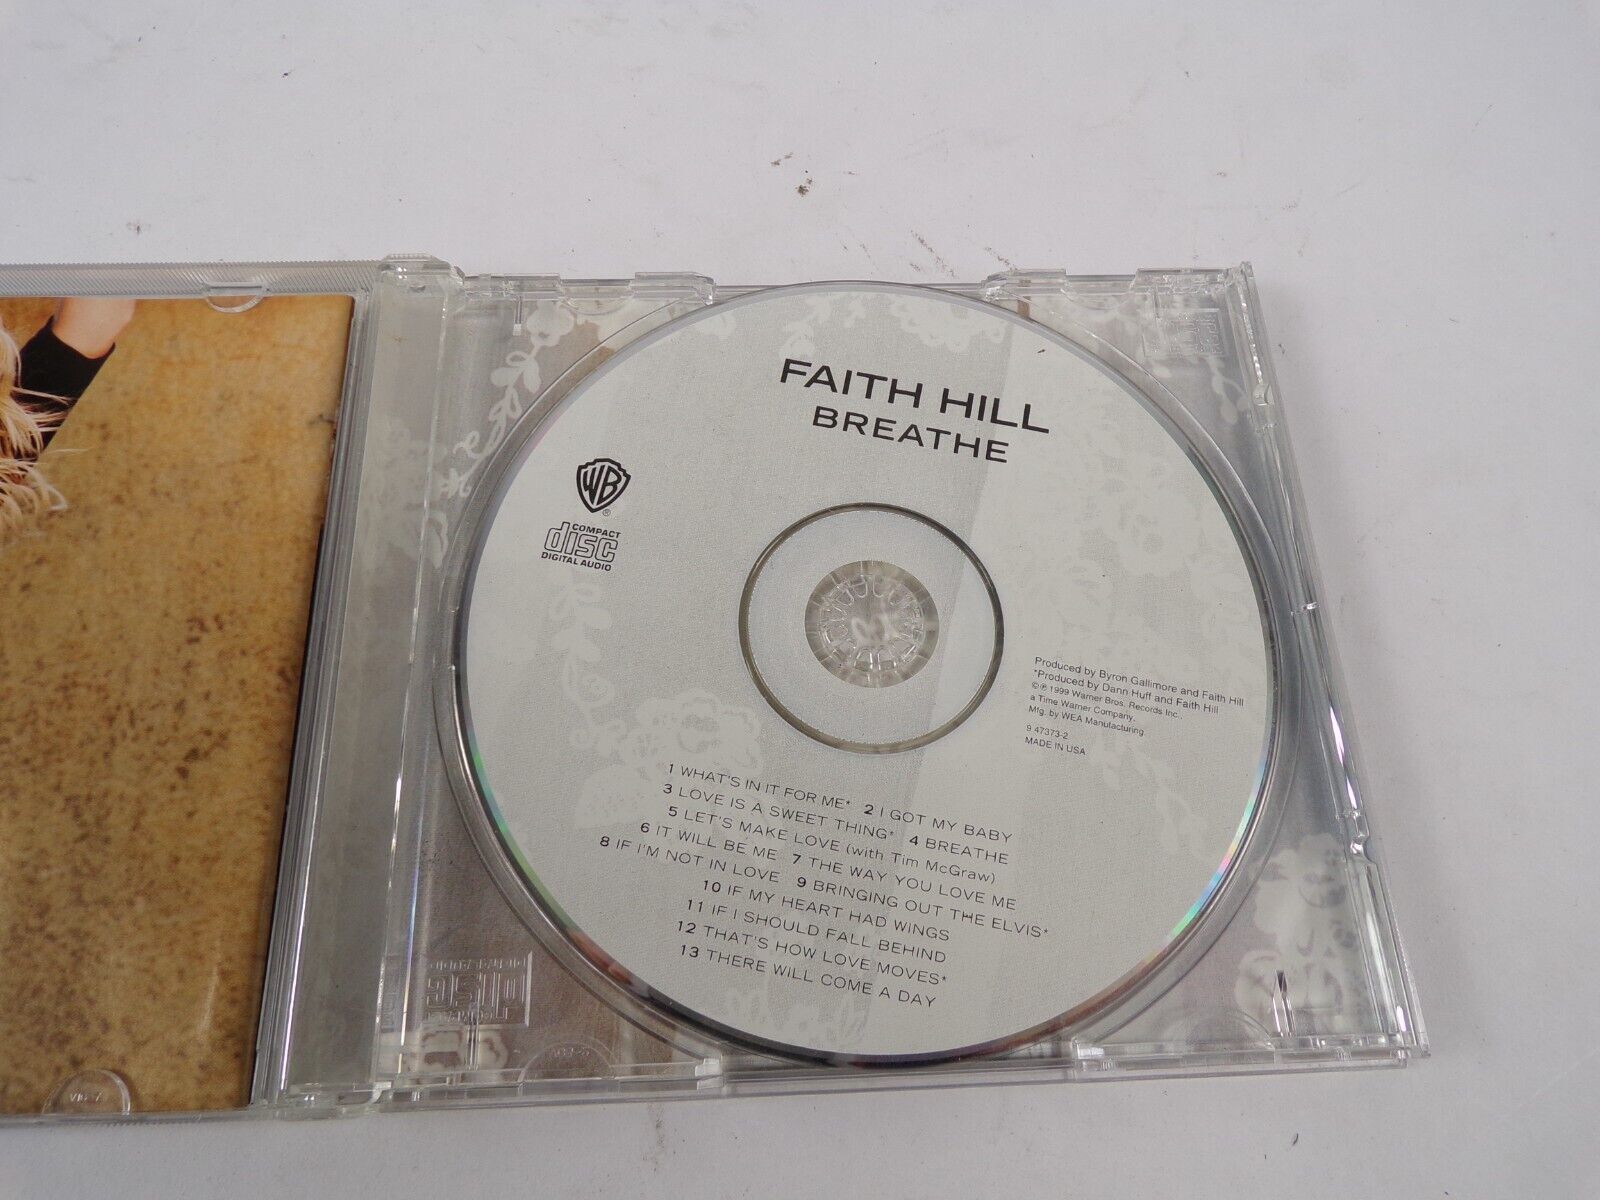 FAITH HILL
BREATHE
WB
®
COMPACT
disc
DIGITAL AUDIO
Produced by Byron Gallimore and Faith Hill
*Produced by Dann Huff and Faith Hill
©℗ 1999 Warner Bros. Records Inc.,
a Time Warner Company.
Mfg. by WEA Manufacturing.
9 47373-2
MADE IN USA
1 WHAT'S IN IT FOR ME* 2 I GOT MY BABY
3 LOVE IS A SWEET THING* 4 BREATHE
5 LET'S MAKE LOVE (with Tim McGraw)
6 IT WILL BE ME 7 THE WAY YOU LOVE ME
8 IF I'M NOT IN LOVE 9 BRINGING OUT THE ELVIS*
10 IF MY HEART HAD WINGS
11 IF I SHOULD FALL BEHIND
12 THAT'S HOW LOVE MOVES*
13 THERE WILL COME A DAY
disc